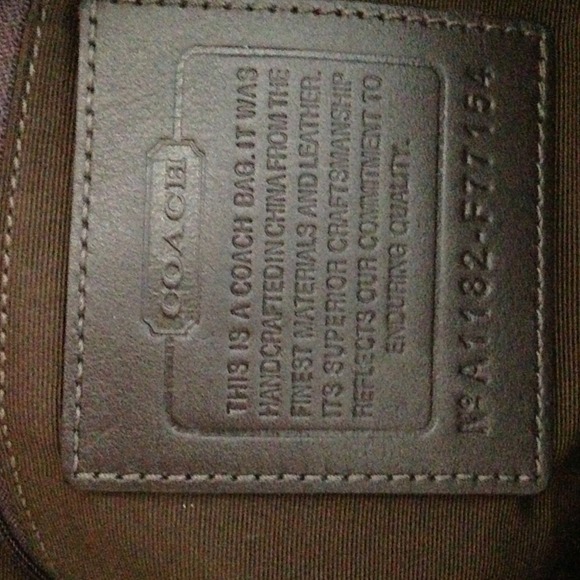 COACH
THIS IS A COACH BAG. IT WAS
HANDCRAFTED IN CHINA FROM THE
FINEST MATERIALS AND LEATHER.
ITS SUPERIOR CRAFTSMANSHIP
REFLECTS OUR COMMITMENT TO
ENDURING QUALITY.
Nº A1182-F77154